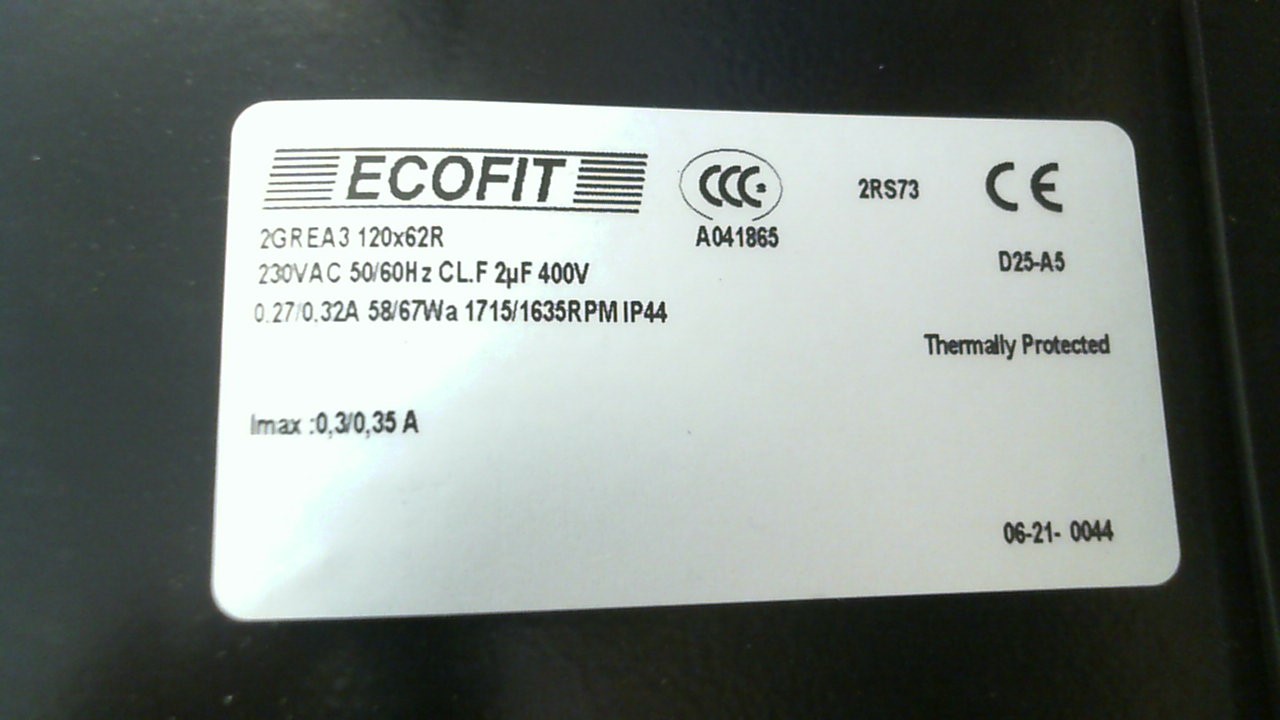 ECOFIT
CCC
2RS73
CE
2GREA3 120x62R
A041865
230VAC 50/60Hz CL.F 2µF 400V
D25-A5
0.27/0.32A 58/67Wa 1715/1635RPM IP44
Thermally Protected
Imax :0,3/0,35 A
06-21- 0044